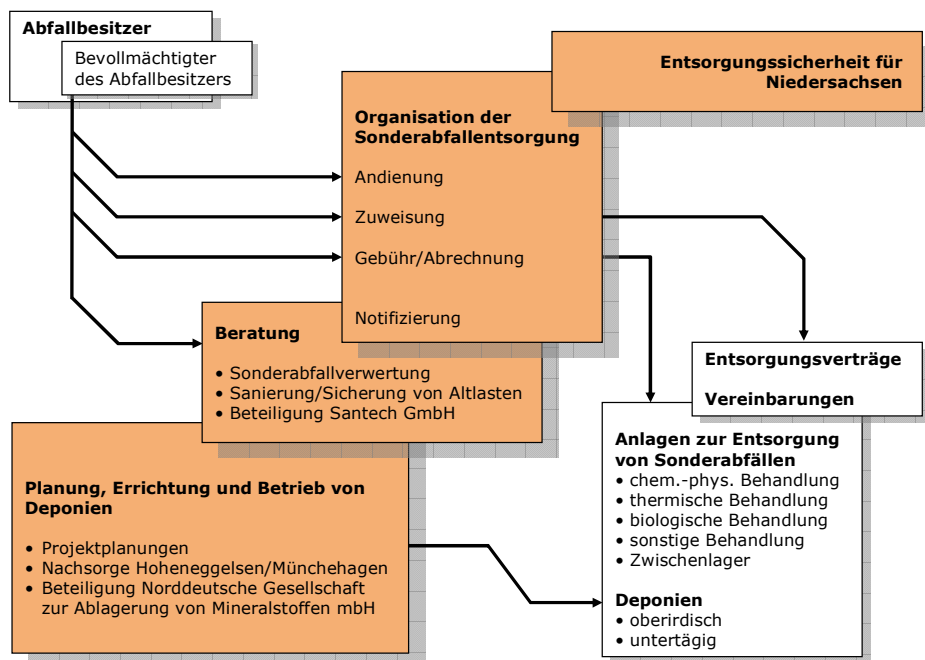 Abfallbesitzer
Bevollmächtigter
des Abfallbesitzers
Entsorgungssicherheit für
Niedersachsen
Organisation der
Sonderabfallentsorgung
Andienung
Zuweisung
Gebühr/Abrechnung
Notifizierung
Beratung
• Sonderabfallverwertung
• Sanierung/Sicherung von Altlasten
• Beteiligung Santech GmbH
Entsorgungsverträge
Vereinbarungen
Anlagen zur Entsorgung
von Sonderabfällen
• chem.-phys. Behandlung
• thermische Behandlung
• biologische Behandlung
• sonstige Behandlung
• Zwischenlager
Deponien
• oberirdisch
• untertägig
Planung, Errichtung und Betrieb von
Deponien
• Projektplanungen
• Nachsorge Hoheneggelsen/Münchehagen
• Beteiligung Norddeutsche Gesellschaft
zur Ablagerung von Mineralstoffen mbH